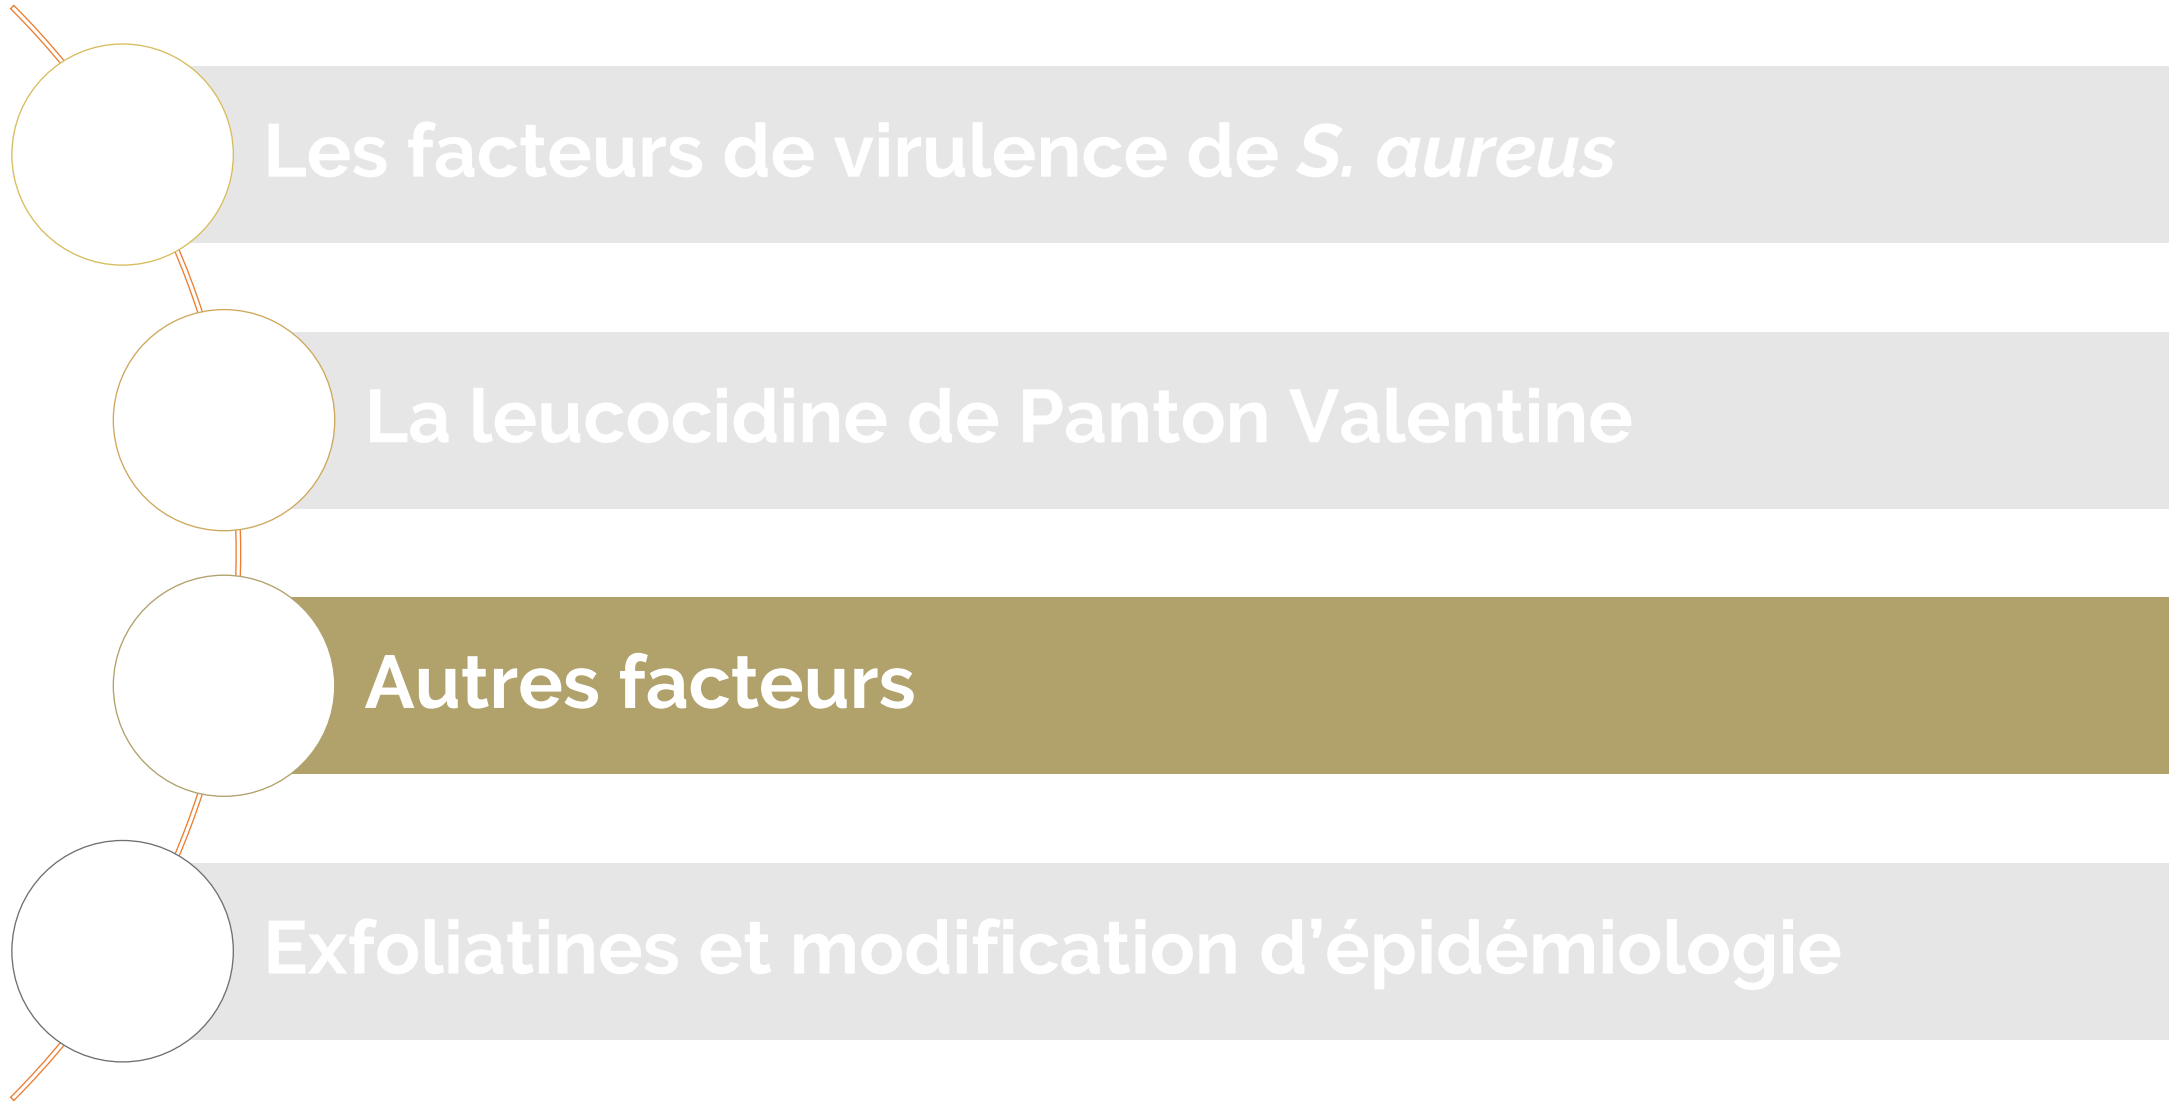 Les facteurs de virulence de S. aureus
La leucocidine de Panton Valentine
Autres facteurs
Exfoliatines et modification d’épidémiologie